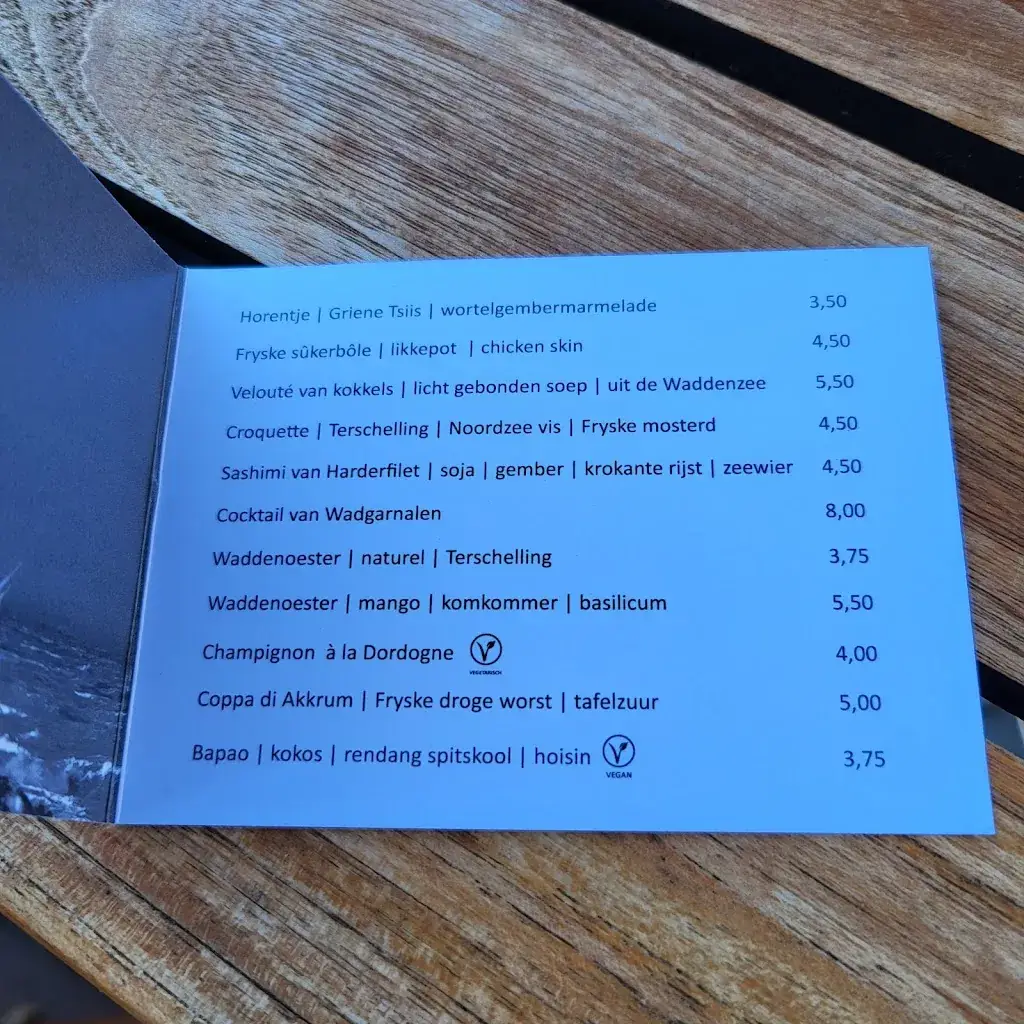 Horentje | Griene Tsiis | wortelgembermarmelade 3,50
Fryske sûkerbôle | likkepot | chicken skin 4,50
Velouté van kokkels | licht gebonden soep | uit de Waddenzee 5,50
Croquette | Terschelling | Noordzee vis | Fryske mosterd 4,50
Sashimi van Harderfilet | soja | gember | krokante rijst | zeewier 4,50
Cocktail van Wadgarnalen 8,00
Waddenoester | naturel | Terschelling 3,75
Waddenoester | mango | komkommer | basilicum 5,50
Champignon à la Dordogne VEGETARISCH 4,00
Coppa di Akkrum | Fryske droge worst | tafelzuur 5,00
Bapao | kokos | rendang spitskool | hoisin VEGAN 3,75